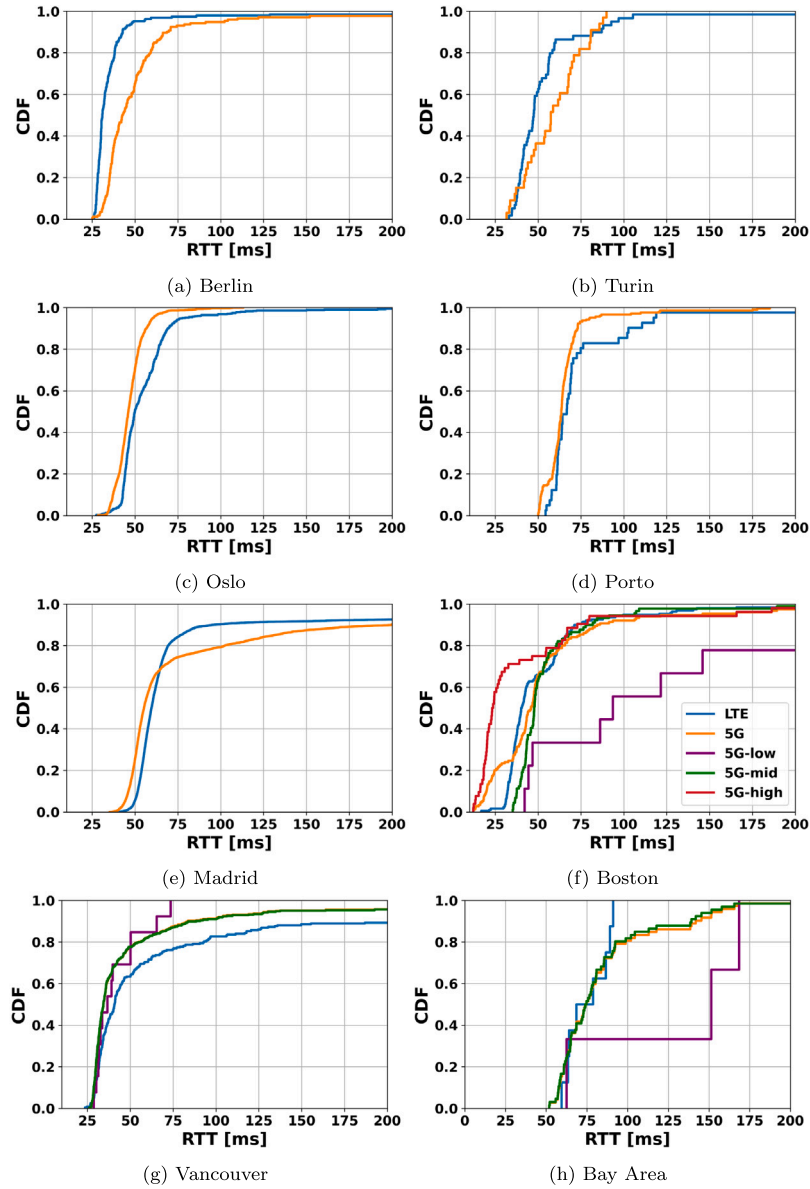 1.0
0.8
0.6
0.4
0.2
0.0
CDF
25 50 75 100 125 150 175 200
RTT [ms]
(a) Berlin
1.0
0.8
0.6
0.4
0.2
0.0
CDF
25 50 75 100 125 150 175 200
RTT [ms]
(b) Turin
1.0
0.8
0.6
0.4
0.2
0.0
CDF
25 50 75 100 125 150 175 200
RTT [ms]
(c) Oslo
1.0
0.8
0.6
0.4
0.2
0.0
CDF
25 50 75 100 125 150 175 200
RTT [ms]
(d) Porto
1.0
0.8
0.6
0.4
0.2
0.0
CDF
25 50 75 100 125 150 175 200
RTT [ms]
(e) Madrid
1.0
0.8
0.6
0.4
0.2
0.0
CDF
LTE
5G
5G-low
5G-mid
5G-high
25 50 75 100 125 150 175 200
RTT [ms]
(f) Boston
1.0
0.8
0.6
0.4
0.2
0.0
CDF
25 50 75 100 125 150 175 200
RTT [ms]
(g) Vancouver
1.0
0.8
0.6
0.4
0.2
0.0
CDF
0 25 50 75 100 125 150 175 200
RTT [ms]
(h) Bay Area